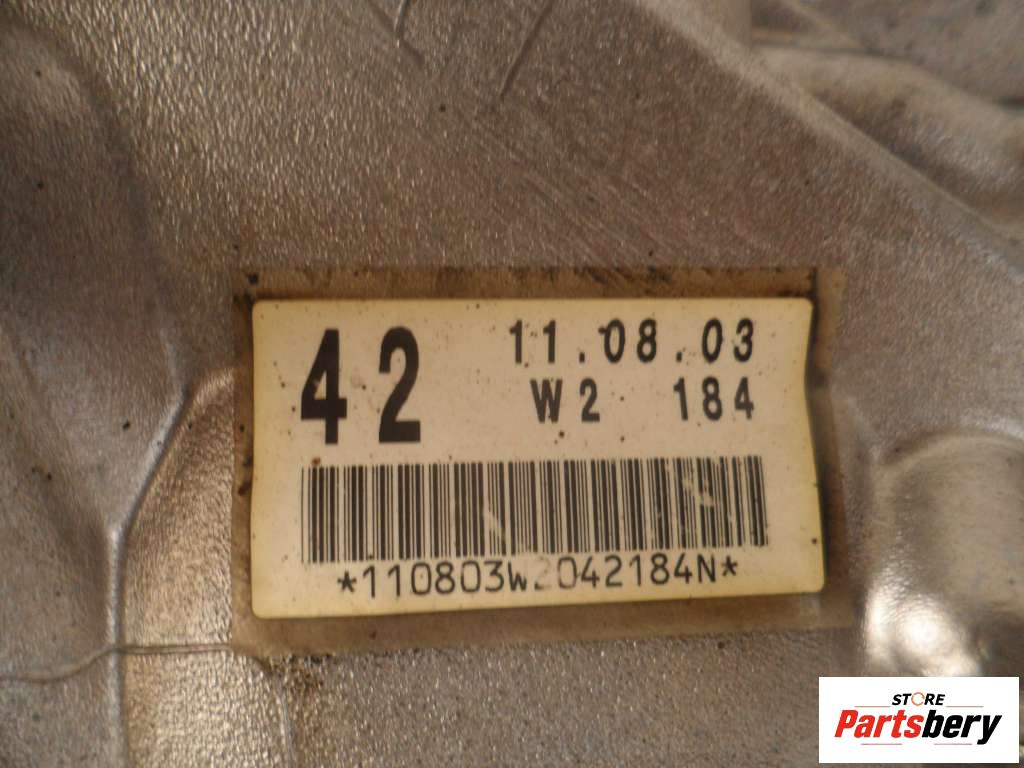 42 11.08.03
W2 184
*110803W2042184N*
STORE
Partsbery